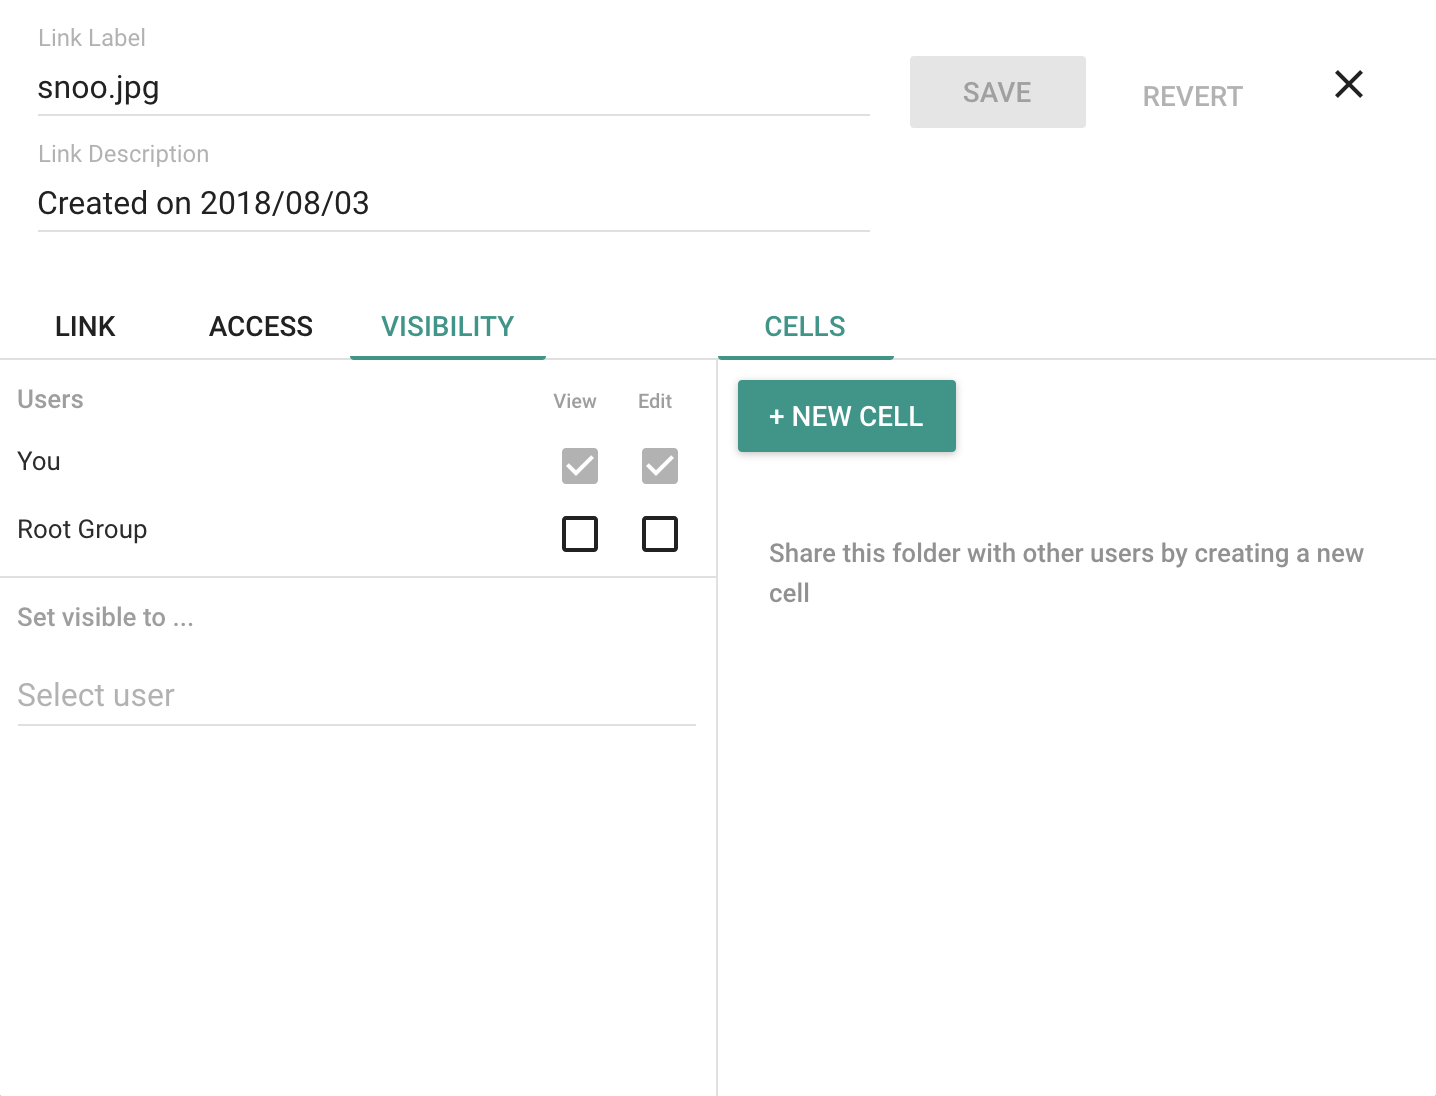 Link Label
snoo.jpg
SAVE
REVERT
Link Description
Created on 2018/08/03
LINK
ACCESS
VISIBILITY
CELLS
Users
View
Edit
You
Root Group
Set visible to ...
Select user
+ NEW CELL
Share this folder with other users by creating a new
cell